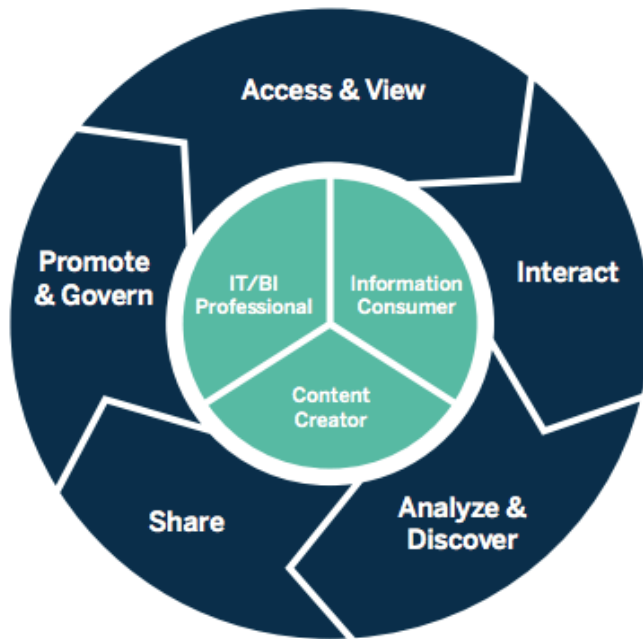 Access & View
Interact
Analyze &
Discover
Share
Promote
& Govern
IT/BI
Professional
Information
Consumer
Content
Creator